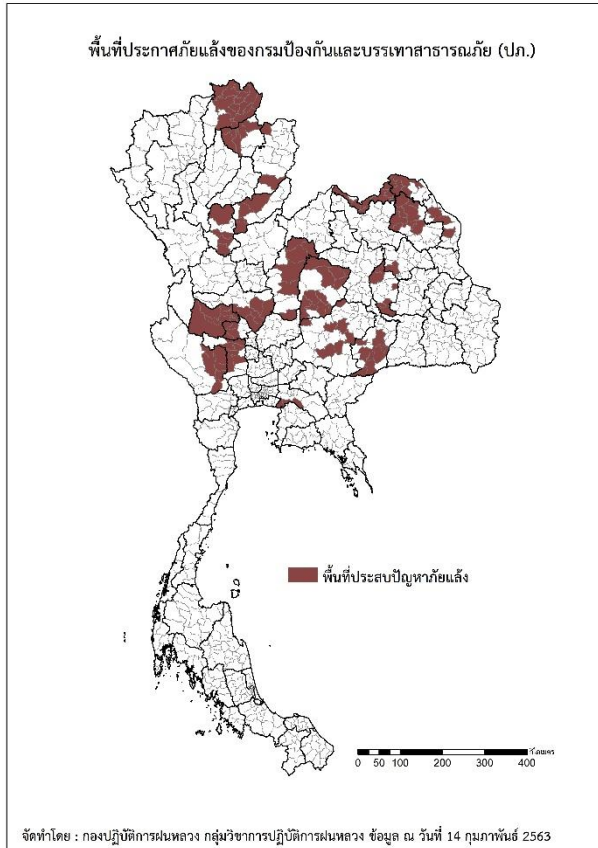 พื้นที่ประกาศภัยแล้งของกรมป้องกันและบรรเทาสาธารณภัย (ปภ.)
พื้นที่ประสบปัญหาภัยแล้ง
กิโลเมตร
0 50 100 200 300 400
จัดทำโดย : กองปฏิบัติการฝนหลวง กลุ่มวิชาการปฏิบัติการฝนหลวง ข้อมูล ณ วันที่ 14 กุมภาพันธ์ 2563